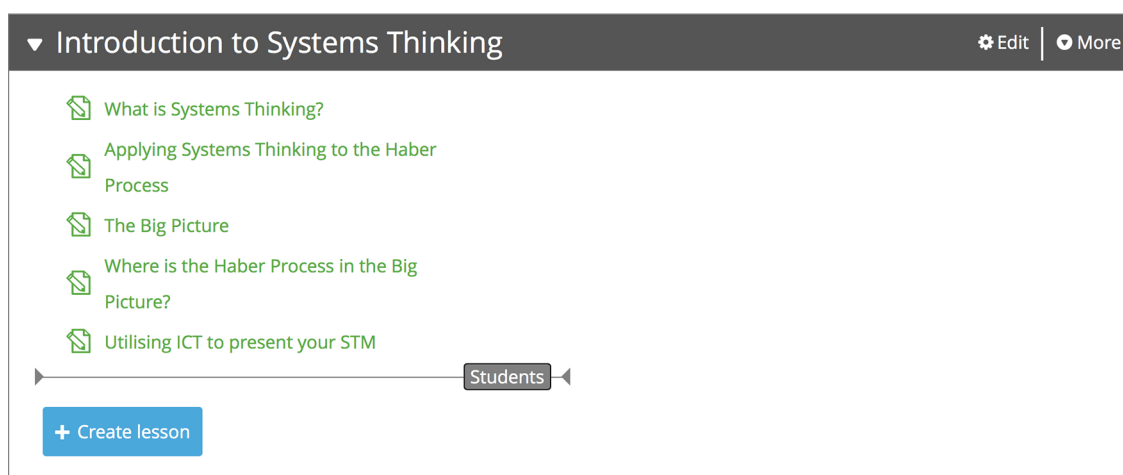 Introduction to Systems Thinking
Edit
More
What is Systems Thinking?
Applying Systems Thinking to the Haber
Process
The Big Picture
Where is the Haber Process in the Big
Picture?
Utilising ICT to present your STM
Students
+ Create lesson